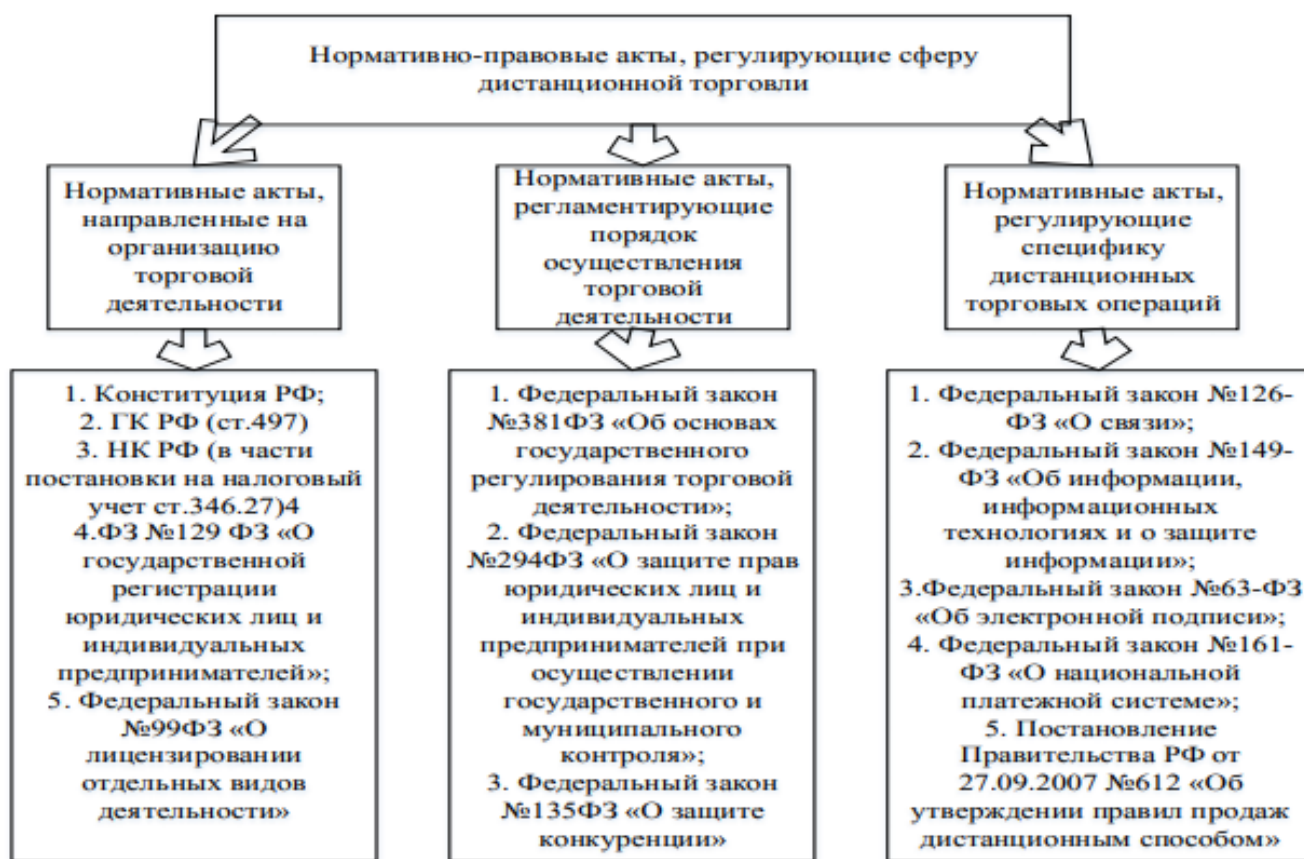 Нормативно-правовые акты, регулирующие сферу
дистанционной торговли
Нормативные акты,
направленные на
организацию
торговой
деятельности
Нормативные акты,
регламентирующие
порядок
осуществления
торговой
деятельности
Нормативные акты,
регулирующие
специфику
дистанционных
торговых операций
1. Конституция РФ;
2. ГК РФ (ст.497)
3. НК РФ (в части
постановки на налоговый
учет ст.346.27)4
4.ФЗ №129 ФЗ «О
государственной
регистрации
юридических лиц и
индивидуальных
предпринимателей»;
5. Федеральный закон
№99ФЗ «О
лицензировании
отдельных видов
деятельности»
1. Федеральный закон
№381ФЗ «Об основах
государственного
регулирования торговой
деятельности»;
2. Федеральный закон
№294ФЗ «О защите прав
юридических лиц и
индивидуальных
предпринимателей при
осуществлении
государственного и
муниципального
контроля»;
3. Федеральный закон
№135ФЗ «О защите
конкуренции»
1. Федеральный закон №126-
ФЗ «О связи»;
2. Федеральный закон №149-
ФЗ «Об информации,
информационных
технологиях и о защите
информации»;
3.Федеральный закон №63-ФЗ
«Об электронной подписи»;
4. Федеральный закон №161-
ФЗ «О национальной
платежной системе»;
5. Постановление
Правительства РФ от
27.09.2007 №612 «Об
утверждении правил продаж
дистанционным способом»